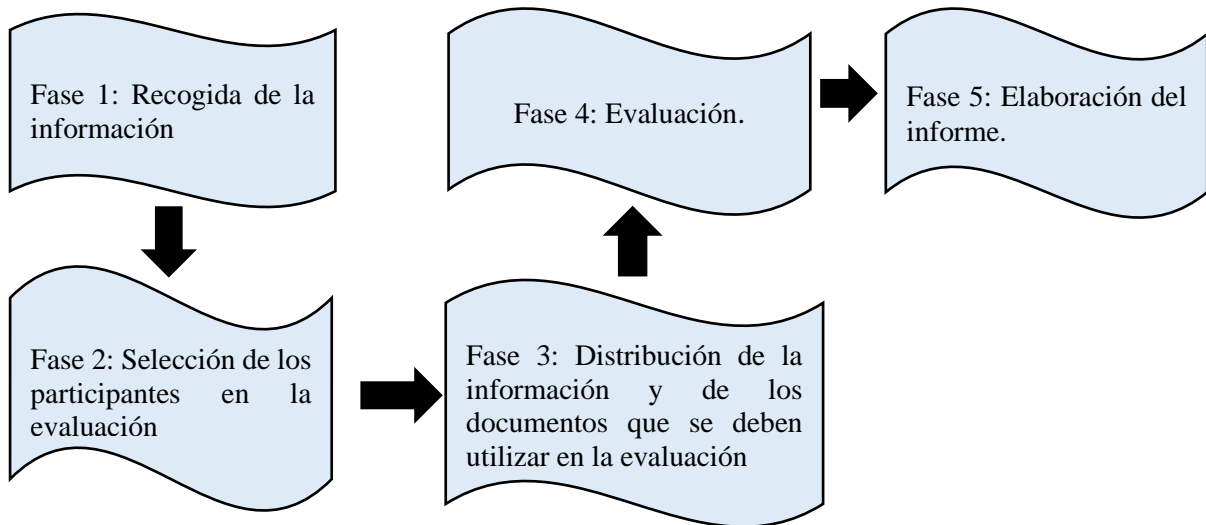 Fase 1: Recogida de la
información
Fase 2: Selección de los
participantes en la
evaluación
Fase 3: Distribución de la
información y de los
documentos que se deben
utilizar en la evaluación
Fase 4: Evaluación.
Fase 5: Elaboración del
informe.